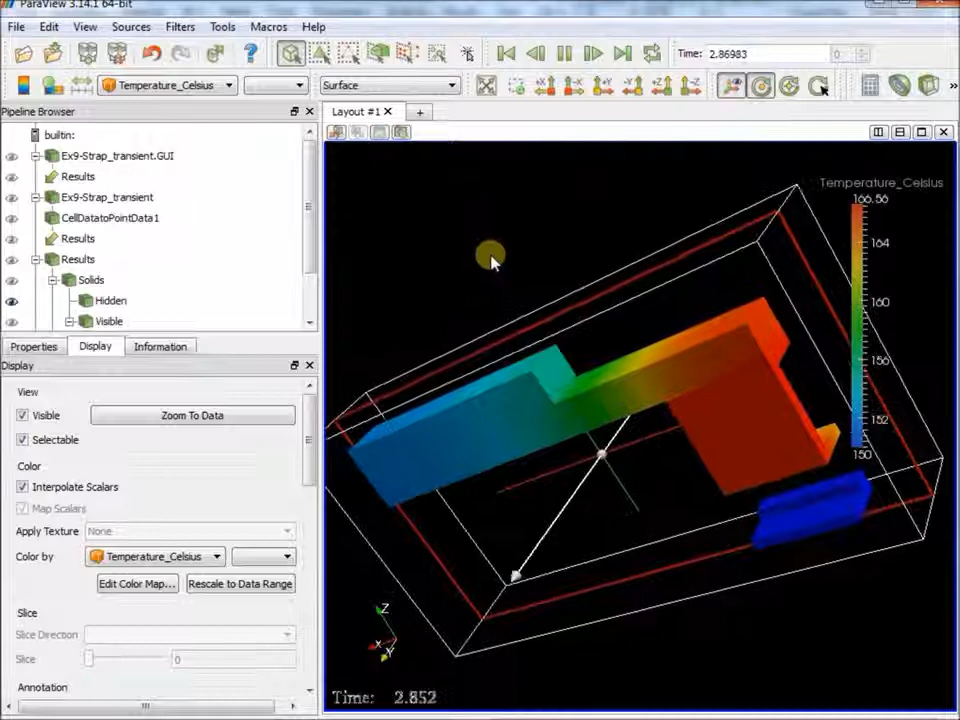 ParaView 3.14.1 64-bit
File Edit View Sources Filters Tools Macros Help
Time: 2.86983 0
Temperature_Celsius Surface +X -X +Y -Y +Z -Z »
Pipeline Browser
Layout #1 +
builtin:
Ex9-Strap_transient.GUI
Results
Ex9-Strap_transient
CellDatatoPointData1
Results
Results
Solids
Hidden
Visible
Properties Display Information
Display
View
Visible Zoom To Data
Selectable
Color
Interpolate Scalars
Map Scalars
Apply Texture None
Color by Temperature_Celsius
Edit Color Map... Rescale to Data Range
Slice
Slice Direction
Slice 0
Annotation
Temperature_Celsius
166.56
164
160
156
152
150
Z
X
Y
Time: 2.852